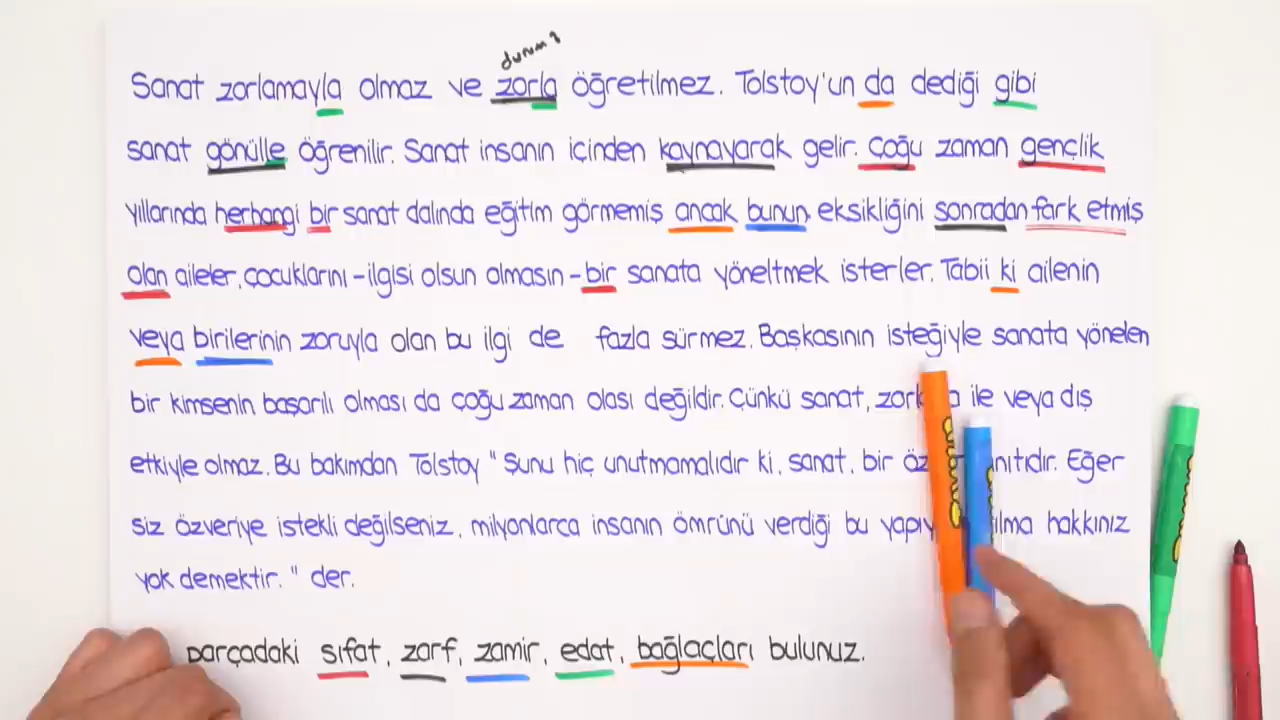 durum?
Sanat zorlamayla olmaz ve zorla öğretilmez. Tolstoy'un da dediği gibi
sanat gönülle öğrenilir. Sanat insanın içinden kaynayarak gelir. Çoğu zaman gençlik
yıllarında herhangi bir sanat dalında eğitim görmemiş ancak bunun eksikliğini sonradan fark etmiş
olan aileler, çocuklarını -ilgisi olsun olmasın- bir sanata yöneltmek isterler. Tabii ki ailenin
veya birilerinin zoruyla olan bu ilgi de fazla sürmez. Başkasının isteğiyle sanata yönelen
bir kimsenin başarılı olması da çoğu zaman olası değildir. Çünkü sanat, ile veya dış
etkiyle olmaz. Bu bakımdan Tolstoy " Şunu hiç unutmamalıdır ki, sanat, bir Eğer
siz özveriye istekli değilseniz, milyonlarca insanın ömrünü verdiği bu hakkınız
yok demektir. " der.
parçadaki sıfat, zarf, zamir, edat, bağlaçları bulunuz.